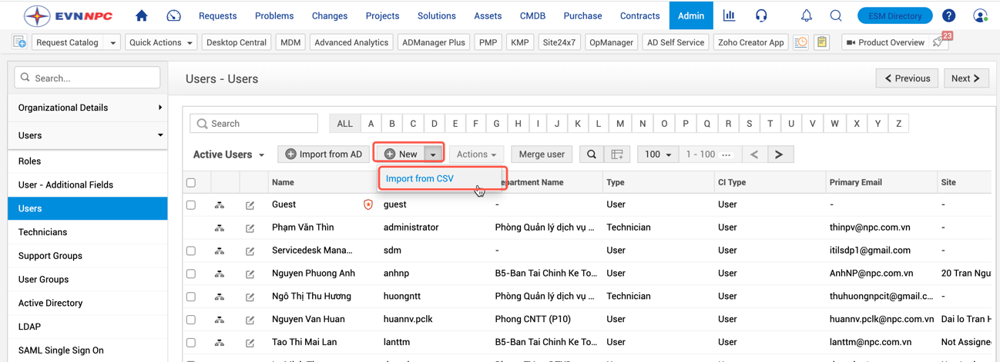 EVNNPC Requests Problems Changes Projects Solutions Assets CMDB Purchase Contracts Admin ESM Directory ?
Request Catalog Quick Actions Desktop Central MDM Advanced Analytics ADManager Plus PMP KMP Site24x7 OpManager AD Self Service Zoho Creator App Product Overview 23
Search...
Organizational Details
Users
Roles
User - Additional Fields
Users
Technicians
Support Groups
User Groups
Active Directory
LDAP
SAML Single Sign On
Users - Users Previous Next
Search ALL A B C D E F G H I J K L M N O P Q R S T U V W X Y Z
Active Users Import from AD New Actions Merge user 100 1 - 100 ...
Import from CSV
Name epartment Name Type CI Type Primary Email Site
Guest guest - User User - -
Phạm Văn Thìn administrator Phòng Quản lý dịch vụ ... Technician User thinpv@npc.com.vn -
Servicedesk Mana... sdm - User User itilsdp1@gmail.com -
Nguyen Phuong Anh anhnp B5-Ban Tai Chinh Ke To... User User AnhNP@npc.com.vn 20 Tran Ngu
Ngô Thị Thu Hương huongntt Phòng Quản lý dịch vụ ... Technician User thuhuongnpcit@gmail.c... -
Nguyen Van Huan huannv.pclk Phong CNTT (P10) User User huannv.pclk@npc.com.vn Dai lo Tran H
Tao Thi Mai Lan lanttm B5-Ban Tai Chinh Ke To... User User lanttm@npc.com.vn Not Assigne